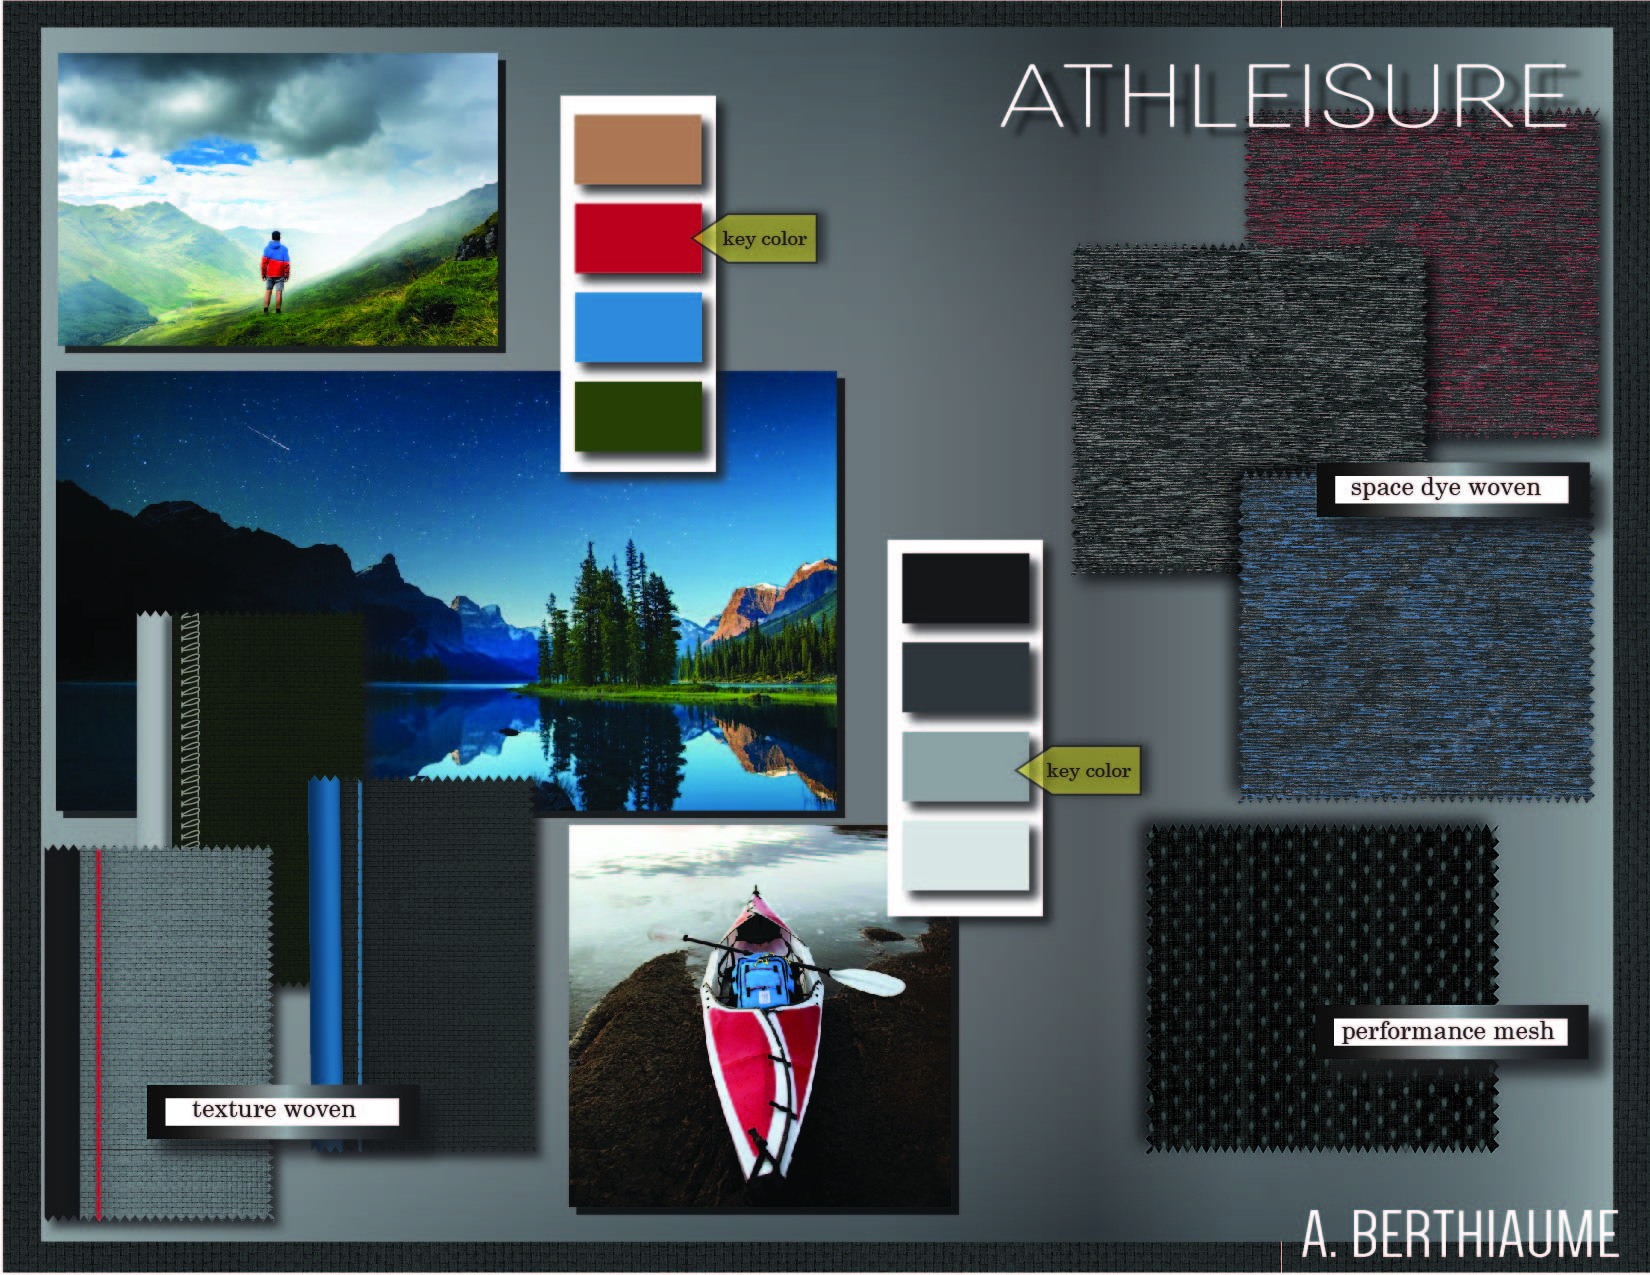 ATHLEISURE
key color
space dye woven
key color
performance mesh
texture woven
A. BERTHIAUME